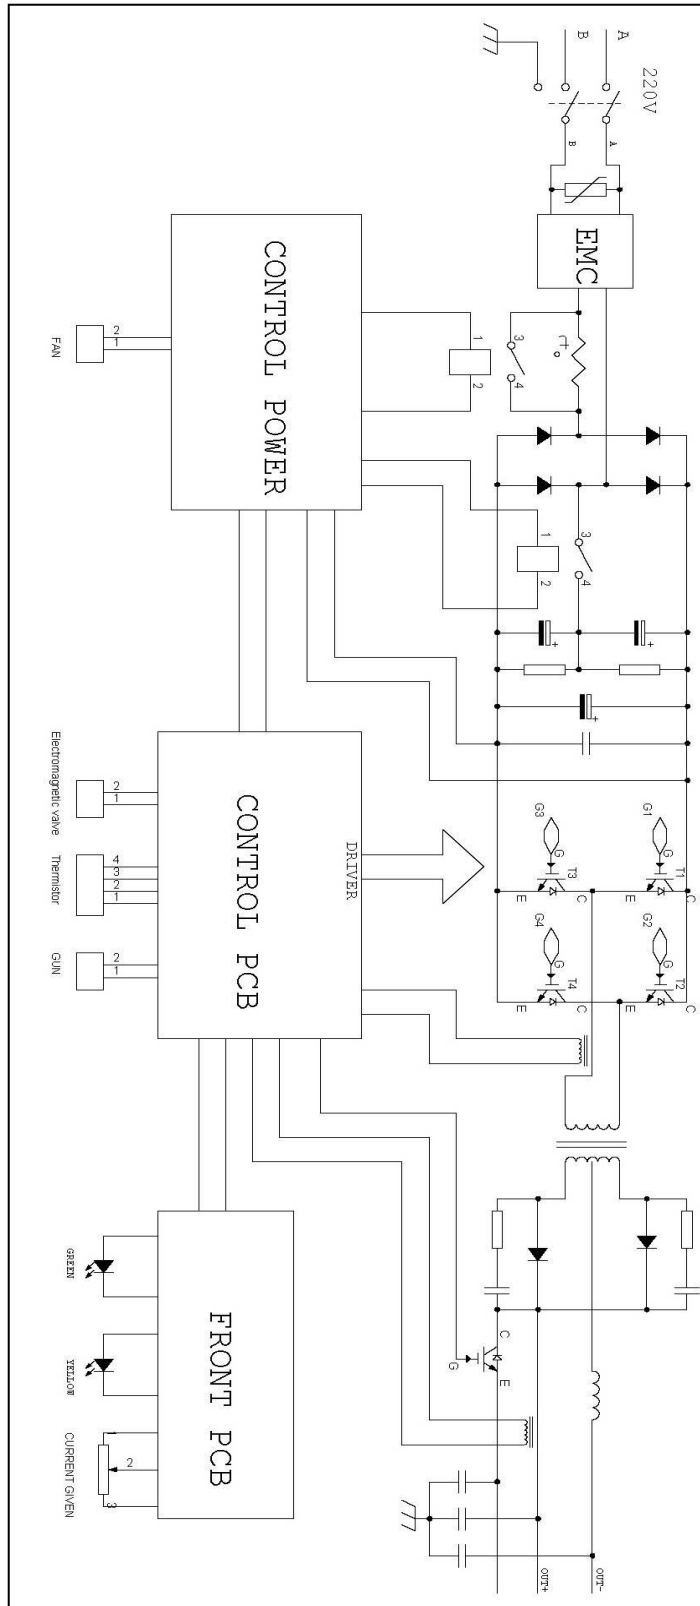 220V
A
B
A
B
EMC
t°
3
4
1
2
3
4
1
2
CONTROL POWER
2
1
FAN
CONTROL PCB
DRIVER
2
1
Electromagnetic valve
4
3
2
1
Thermistor
2
1
GUN
G1
G
T1
C
E
G3
G
T3
C
E
G2
G
T2
C
E
G4
G
T4
C
E
C
G
E
FRONT PCB
GREEN
YELLOW
1
2
3
CURRENT GIVEN
OUT-
OUT+